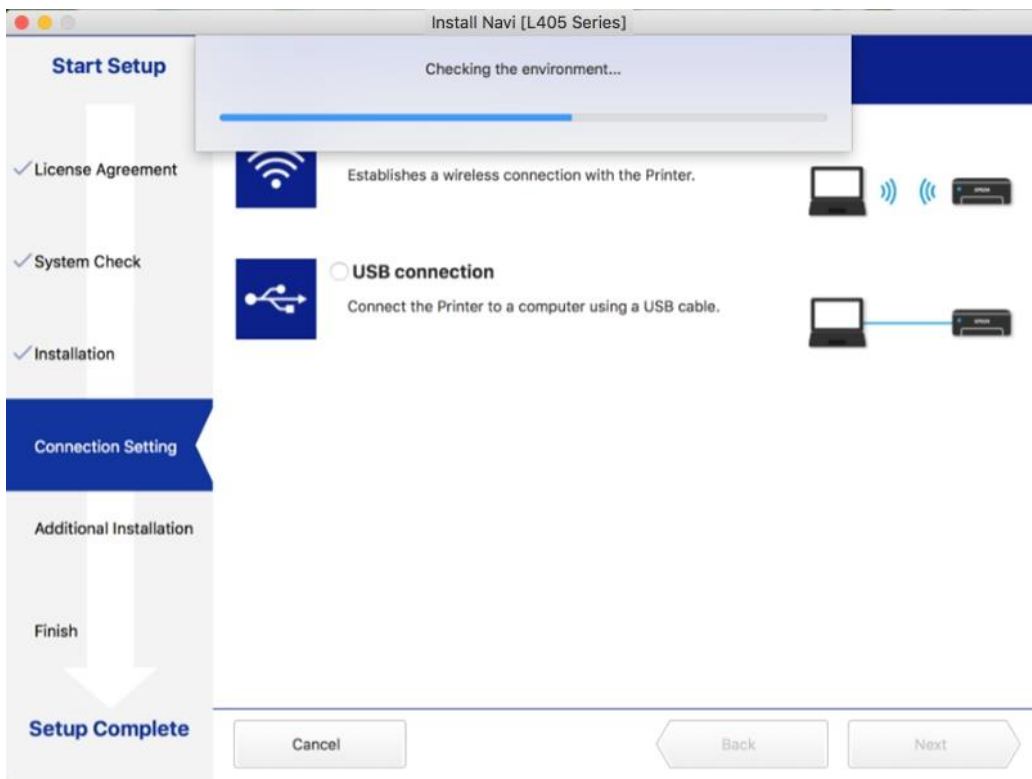 Install Navi [L405 Series]
Start Setup
Checking the environment...
License Agreement
Establishes a wireless connection with the Printer.
System Check
USB connection
Connect the Printer to a computer using a USB cable.
Installation
Connection Setting
Additional Installation
Finish
Setup Complete
Cancel
Back
Next